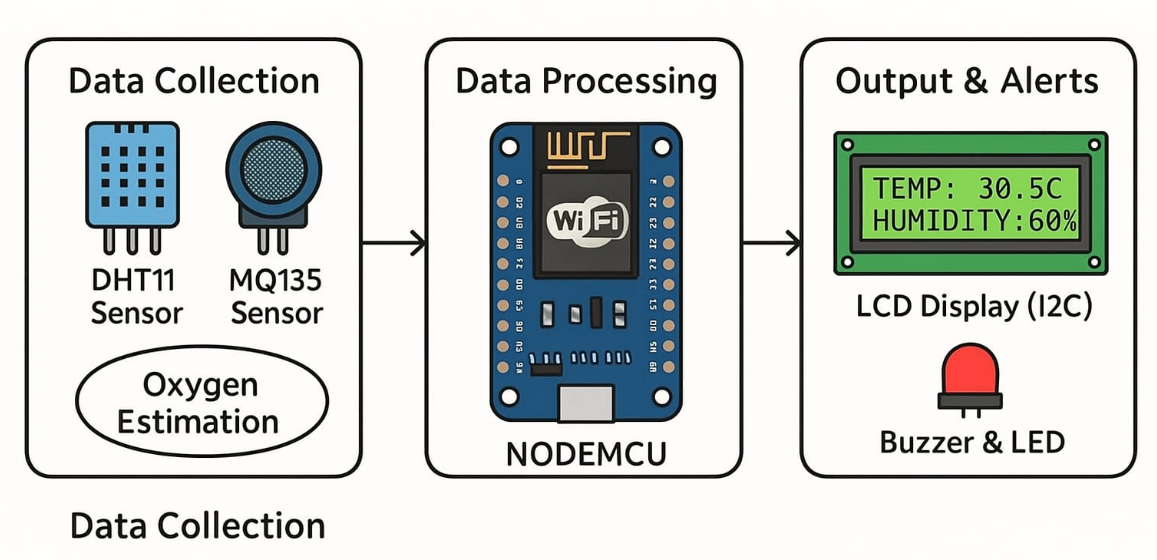 Data Collection
DHT11
Sensor
MQ135
Sensor
Oxygen
Estimation
Data Processing
WiFi
NODEMCU
Output & Alerts
TEMP: 30.5C
HUMIDITY:60%
LCD Display (I2C)
Buzzer & LED
Data Collection